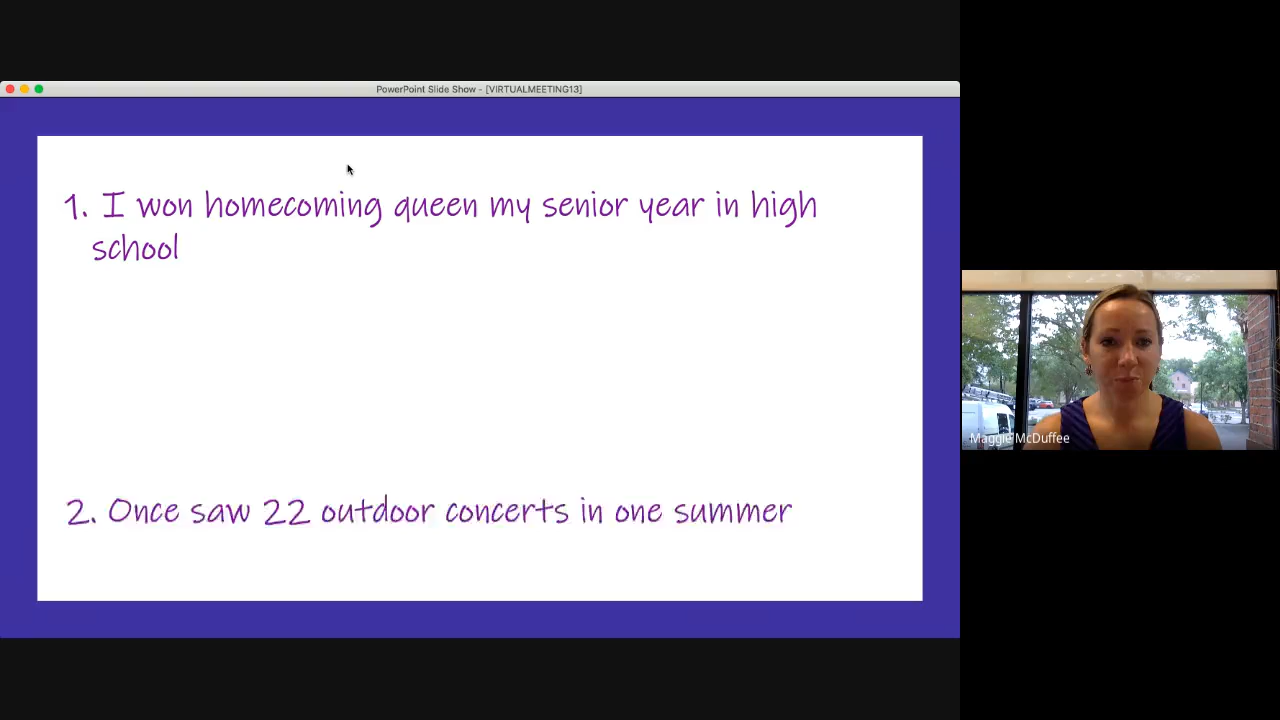 PowerPoint Slide Show - [VIRTUALMEETING13]
1. I won homecoming queen my senior year in high
school
2. Once saw 22 outdoor concerts in one summer
Maggie McDuffee